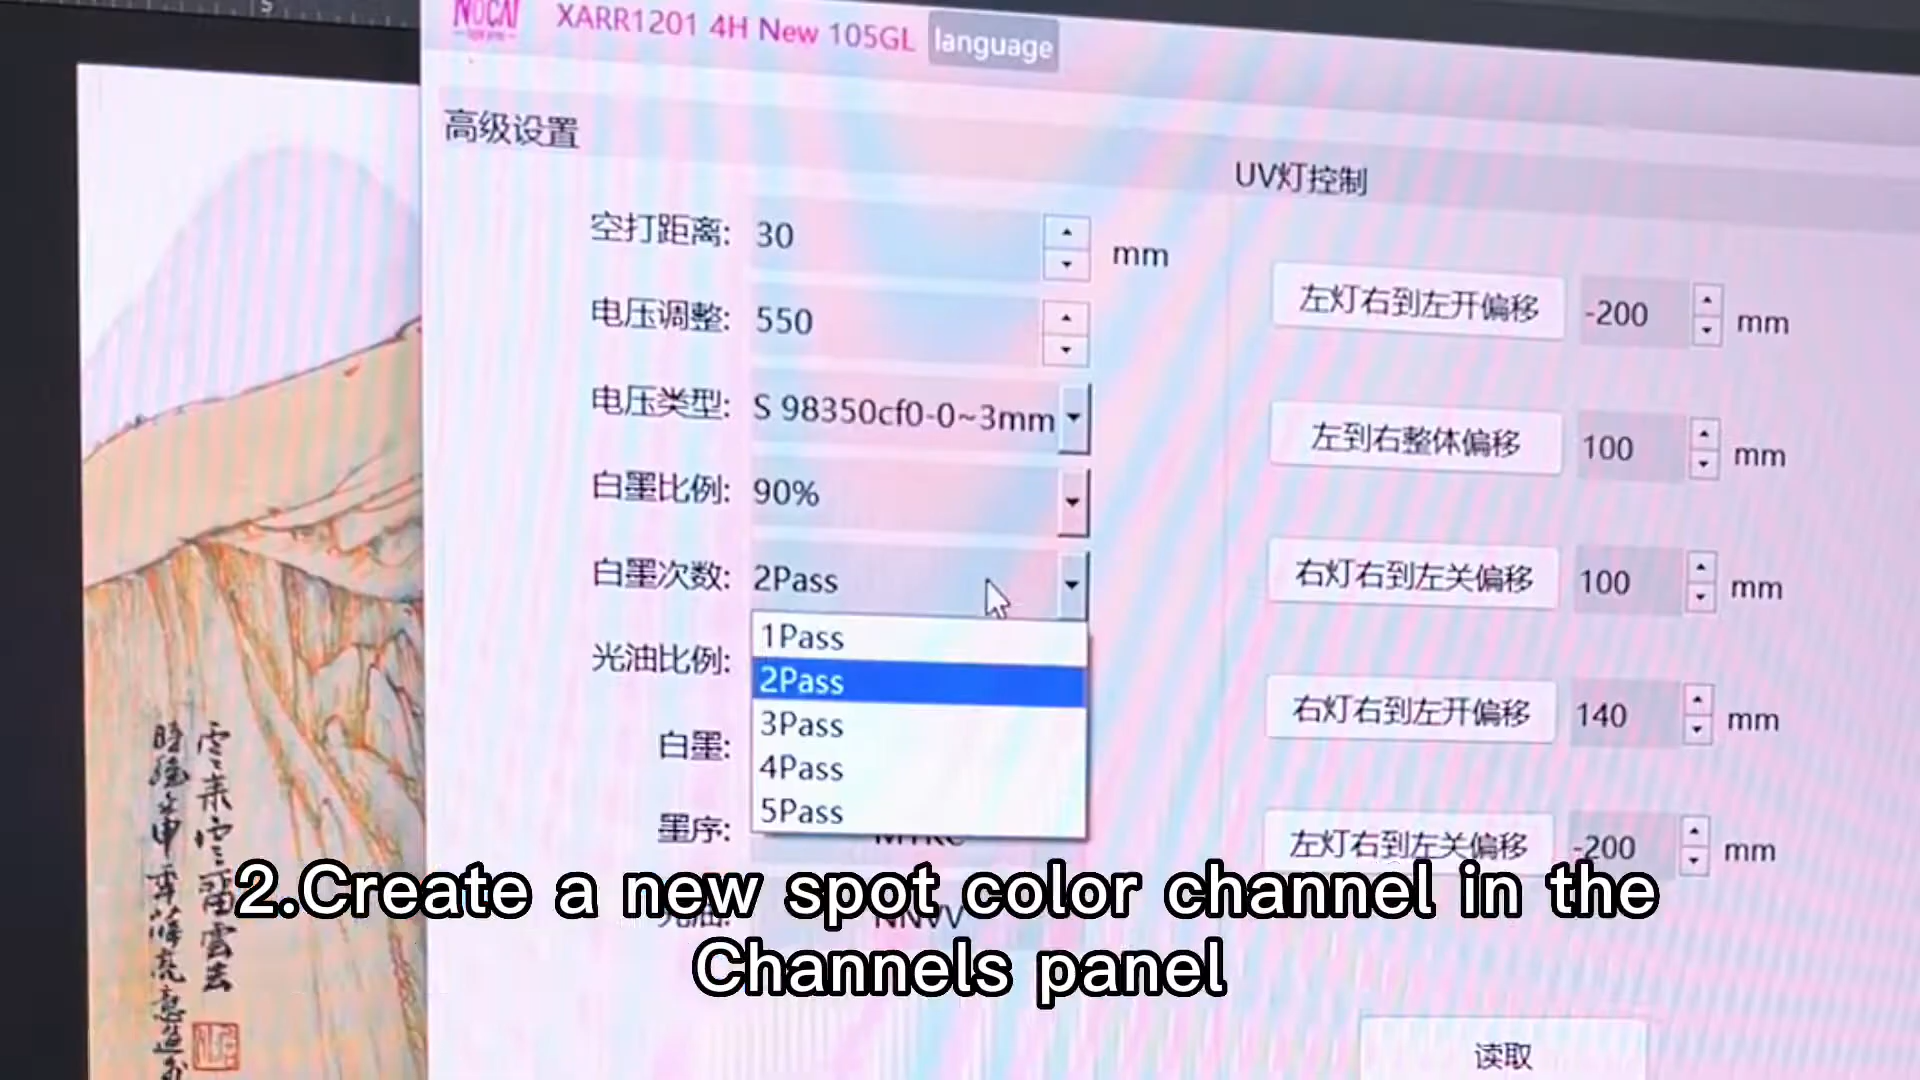 5
NOCAI
XARR1201 4H New 105GL
language
高级设置
空打距离: 30 mm
电压调整: 550
电压类型: S 98350cf0-0~3mm
白墨比例: 90%
白墨次数: 2Pass
1Pass
2Pass
3Pass
4Pass
5Pass
光油比例:
白墨:
墨序: MYKC
光油: NNVV
UV灯控制
左灯右到左开偏移 -200 mm
左到右整体偏移 100 mm
右灯右到左关偏移 100 mm
右灯右到左开偏移 140 mm
左灯右到左关偏移 -200 mm
读取
2.Create a new spot color channel in the
Channels panel